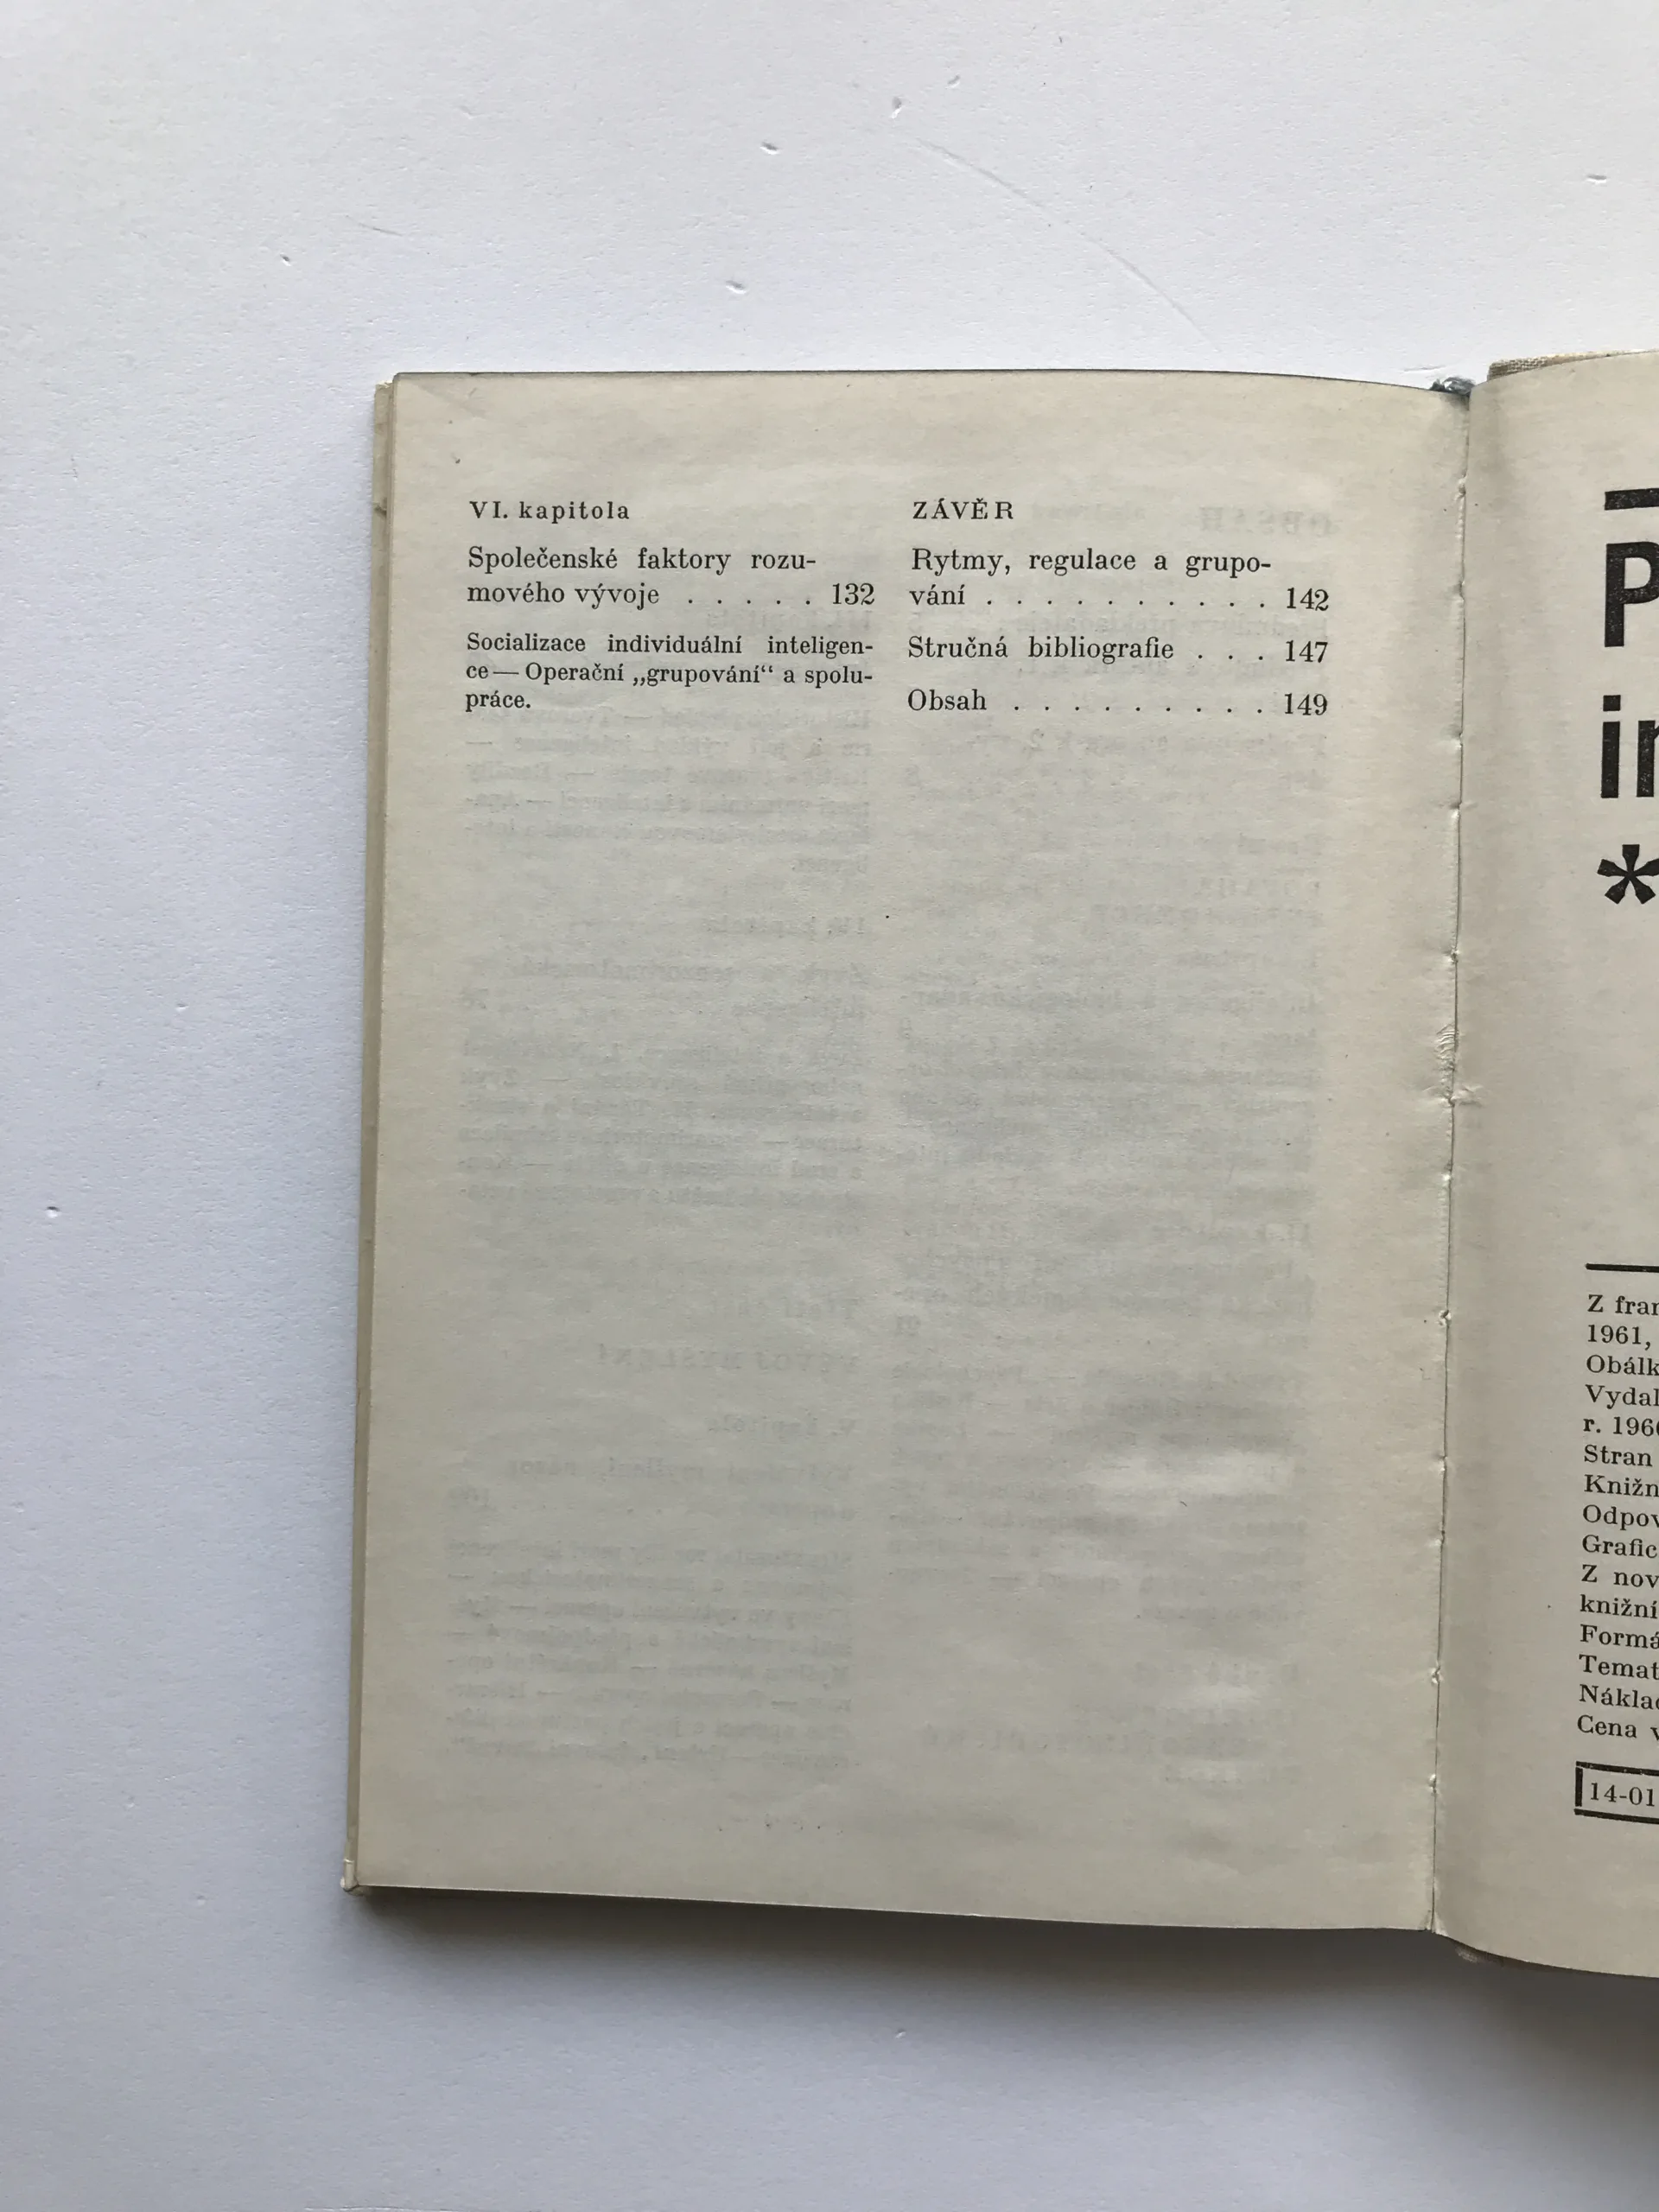 VI. kapitola
Společenské faktory rozu-
mového vývoje . . . . . 132
Socializace individuální inteligen-
ce — Operační „grupování“ a spolu-
práce.
ZÁVĚR
Rytmy, regulace a grupo-
vání . . . . . . . . . . 142
Stručná bibliografie . . . 147
Obsah . . . . . . . . . 149
P
in
*
Z fran
1961,
Obálk
Vydal
r. 196
Stran
Knižn
Odpov
Grafic
Z nov
knižní
Formá
Temat
Náklad
Cena v
14-01